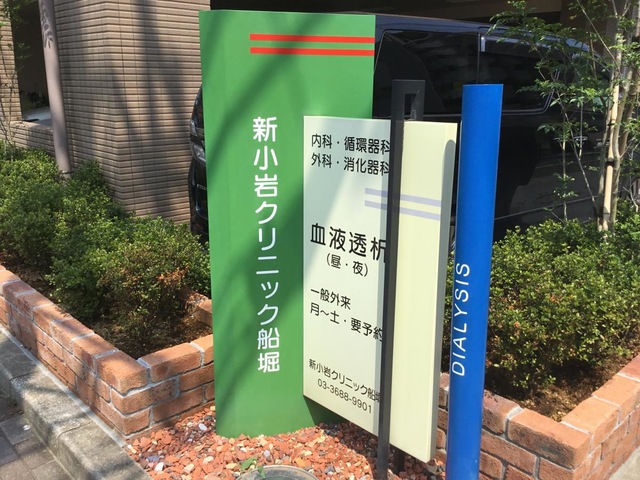 新小岩クリニック船堀
内科・循環器科
外科・消化器科
血液透析
(昼・夜)
一般外来
月～土・要予約
新小岩クリニック船堀
03-3688-9901
DIALYSIS